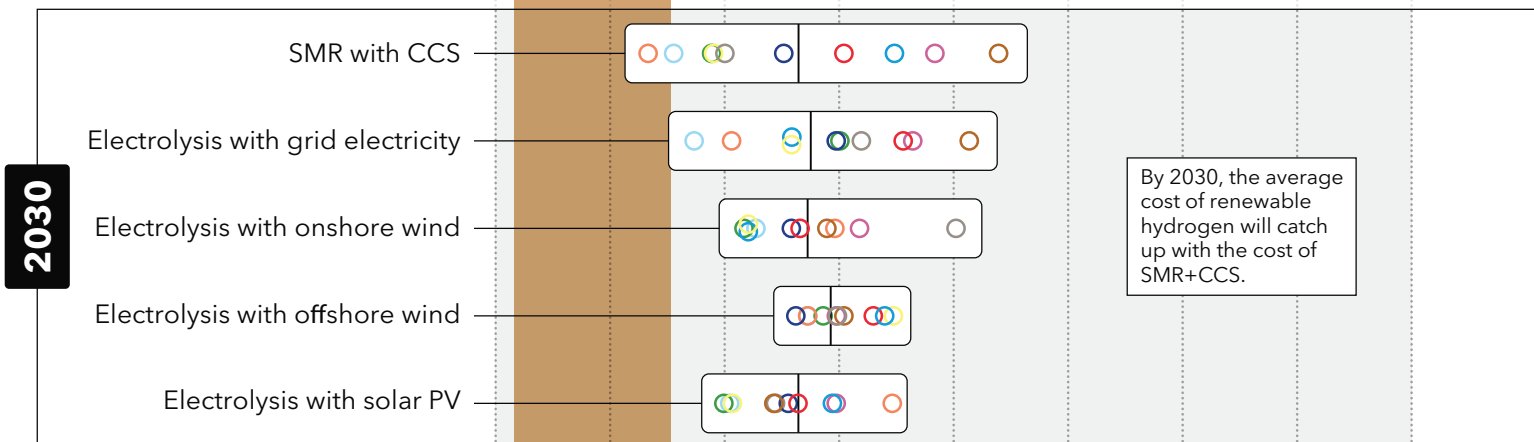 SMR with CCS
Electrolysis with grid electricity
2030
Electrolysis with onshore wind
Electrolysis with offshore wind
Electrolysis with solar PV
By 2030, the average
cost of renewable
hydrogen will catch
up with the cost of
SMR+CCS.